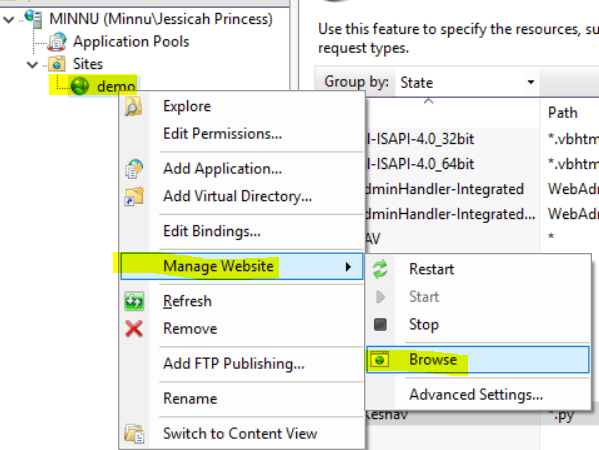 MINNU (Minnu\Jessicah Princess)
Application Pools
Sites
demo
Use this feature to specify the resources, su
request types.
Group by: State
Path
I-ISAPI-4.0_32bit *.vbhtm
I-ISAPI-4.0_64bit *.vbhtm
dminHandler-Integrated WebAdr
dminHandler-Integrated... WebAdr
AV *
Explore
Edit Permissions...
Add Application...
Add Virtual Directory...
Edit Bindings...
Manage Website
Refresh
Remove
Add FTP Publishing...
Rename
Switch to Content View
Restart
Start
Stop
Browse
Advanced Settings...
Keshav *.py